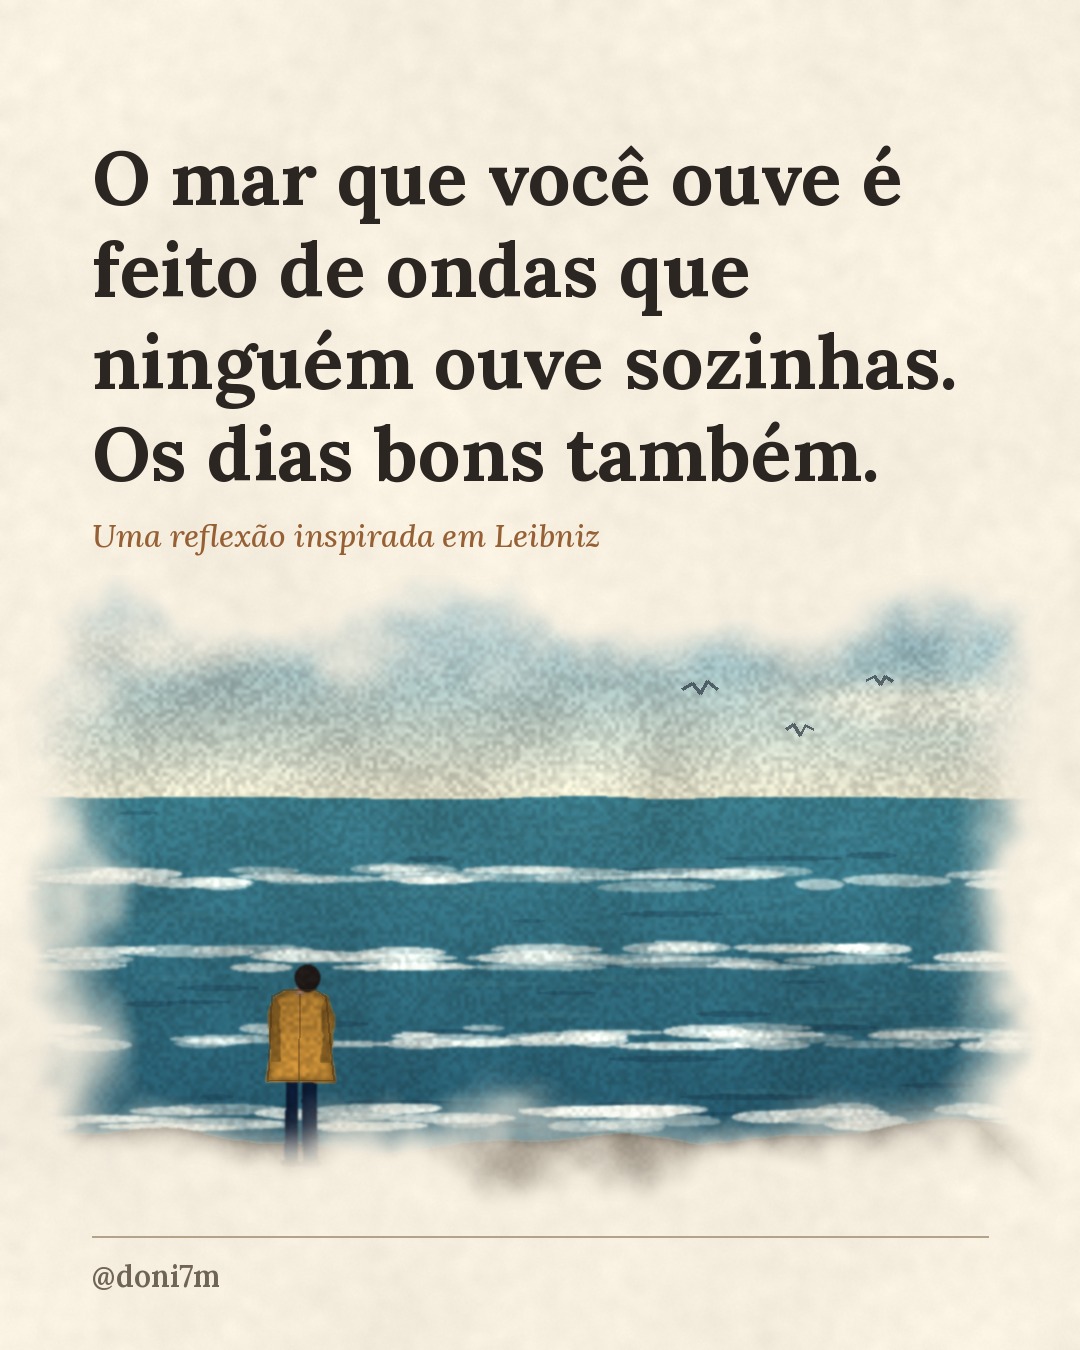 O mar que você ouve é
feito de ondas que
ninguém ouve sozinhas.
Os dias bons também.
Uma reflexão inspirada em Leibniz
@doni7m